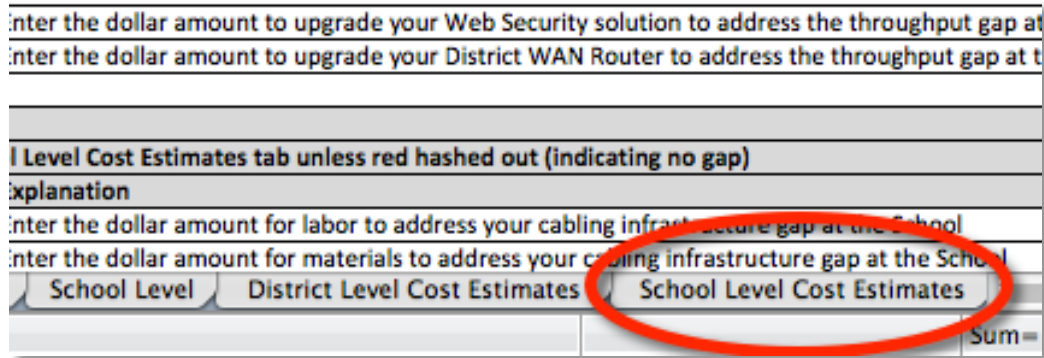 nter the dollar amount to upgrade your Web Security solution to address the throughput gap at
nter the dollar amount to upgrade your District WAN Router to address the throughput gap at t
l Level Cost Estimates tab unless red hashed out (indicating no gap)
xplanation
nter the dollar amount for labor to address your cabling infrastructure gap at the School
nter the dollar amount for materials to address your cabling infrastructure gap at the School
School Level District Level Cost Estimates School Level Cost Estimates
Sum=